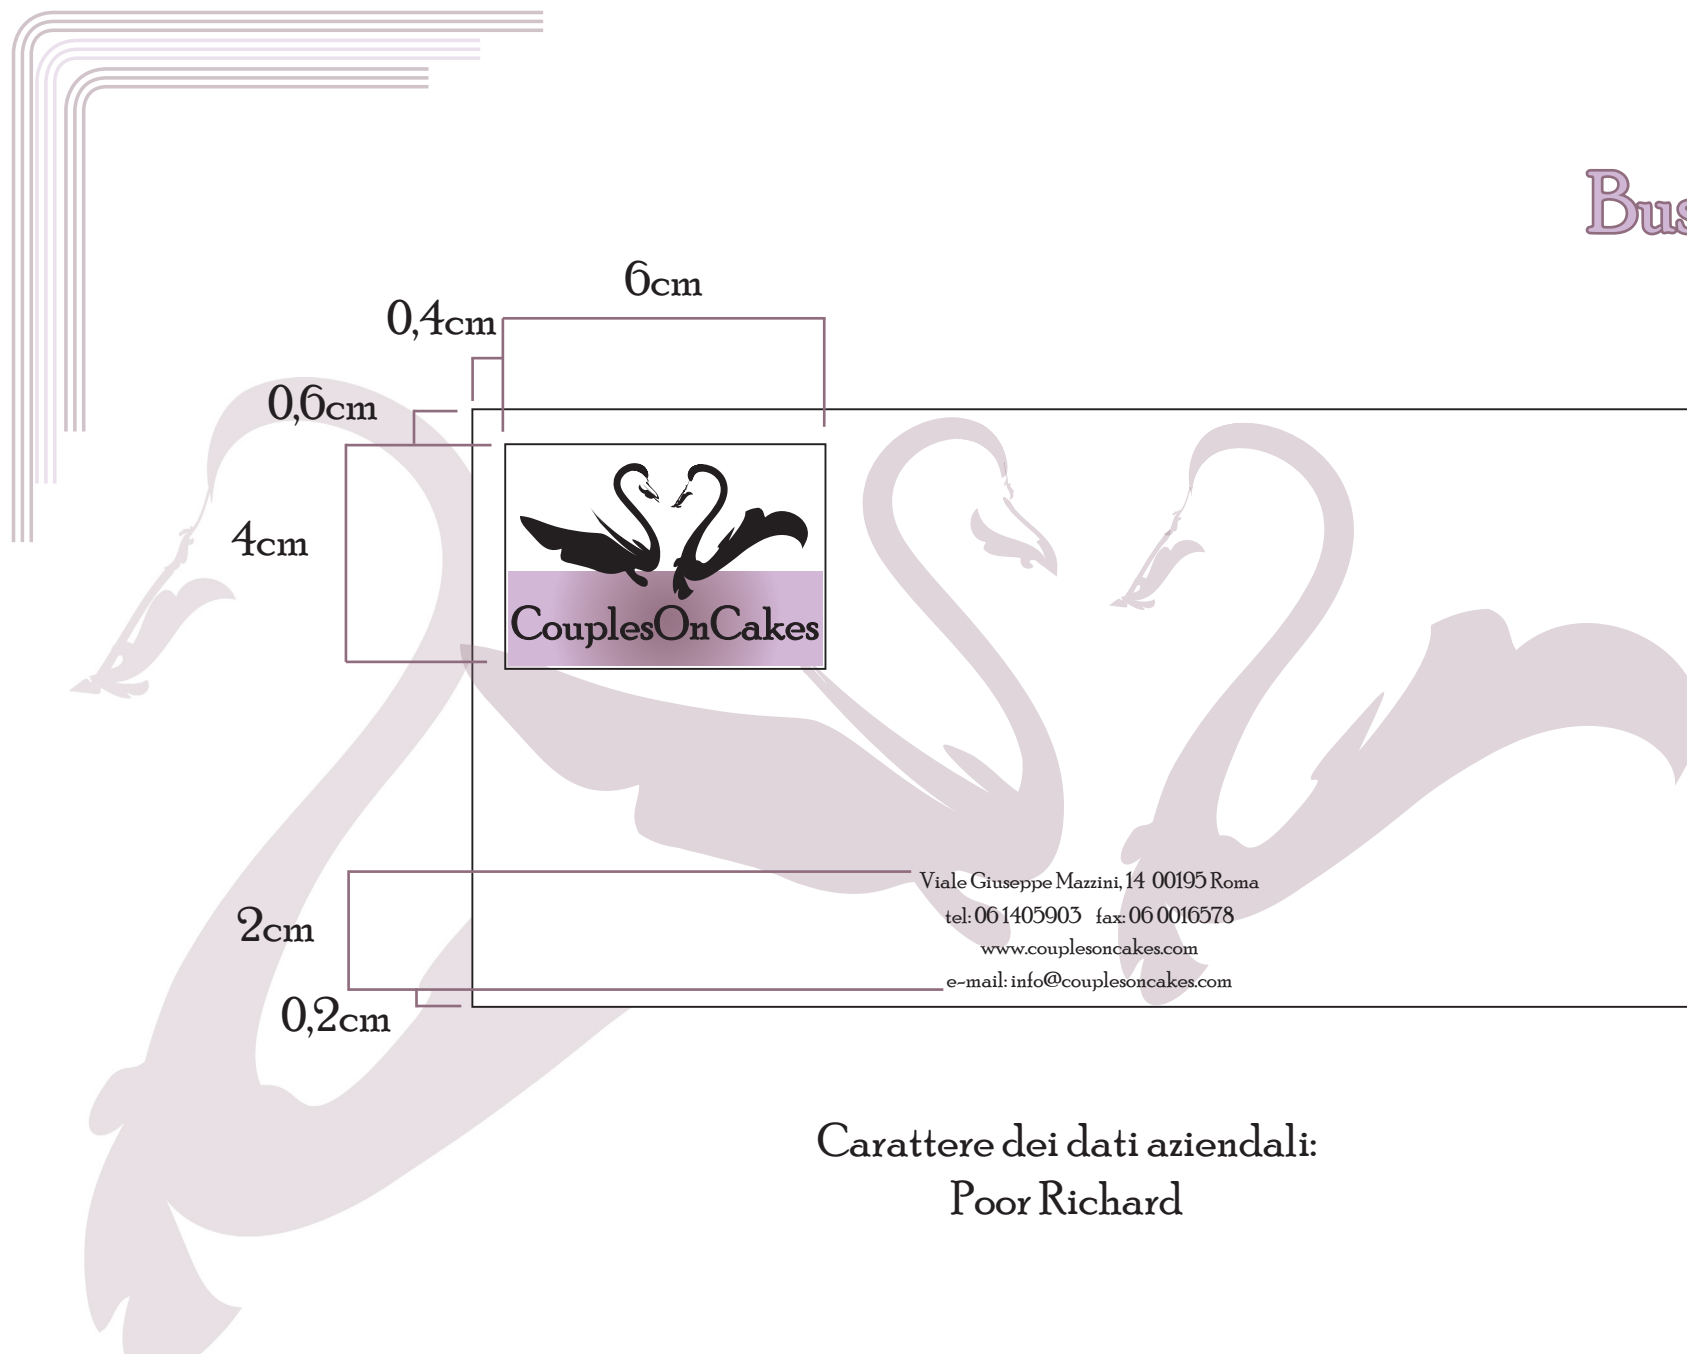 Bus
6cm
0,4cm
0,6cm
4cm
CouplesOnCakes
Viale Giuseppe Mazzini, 14 00195 Roma
tel: 06 1405903 fax: 06 0016578
www.couplesoncakes.com
e-mail: info@couplesoncakes.com
2cm
0,2cm
Carattere dei dati aziendali:
Poor Richard